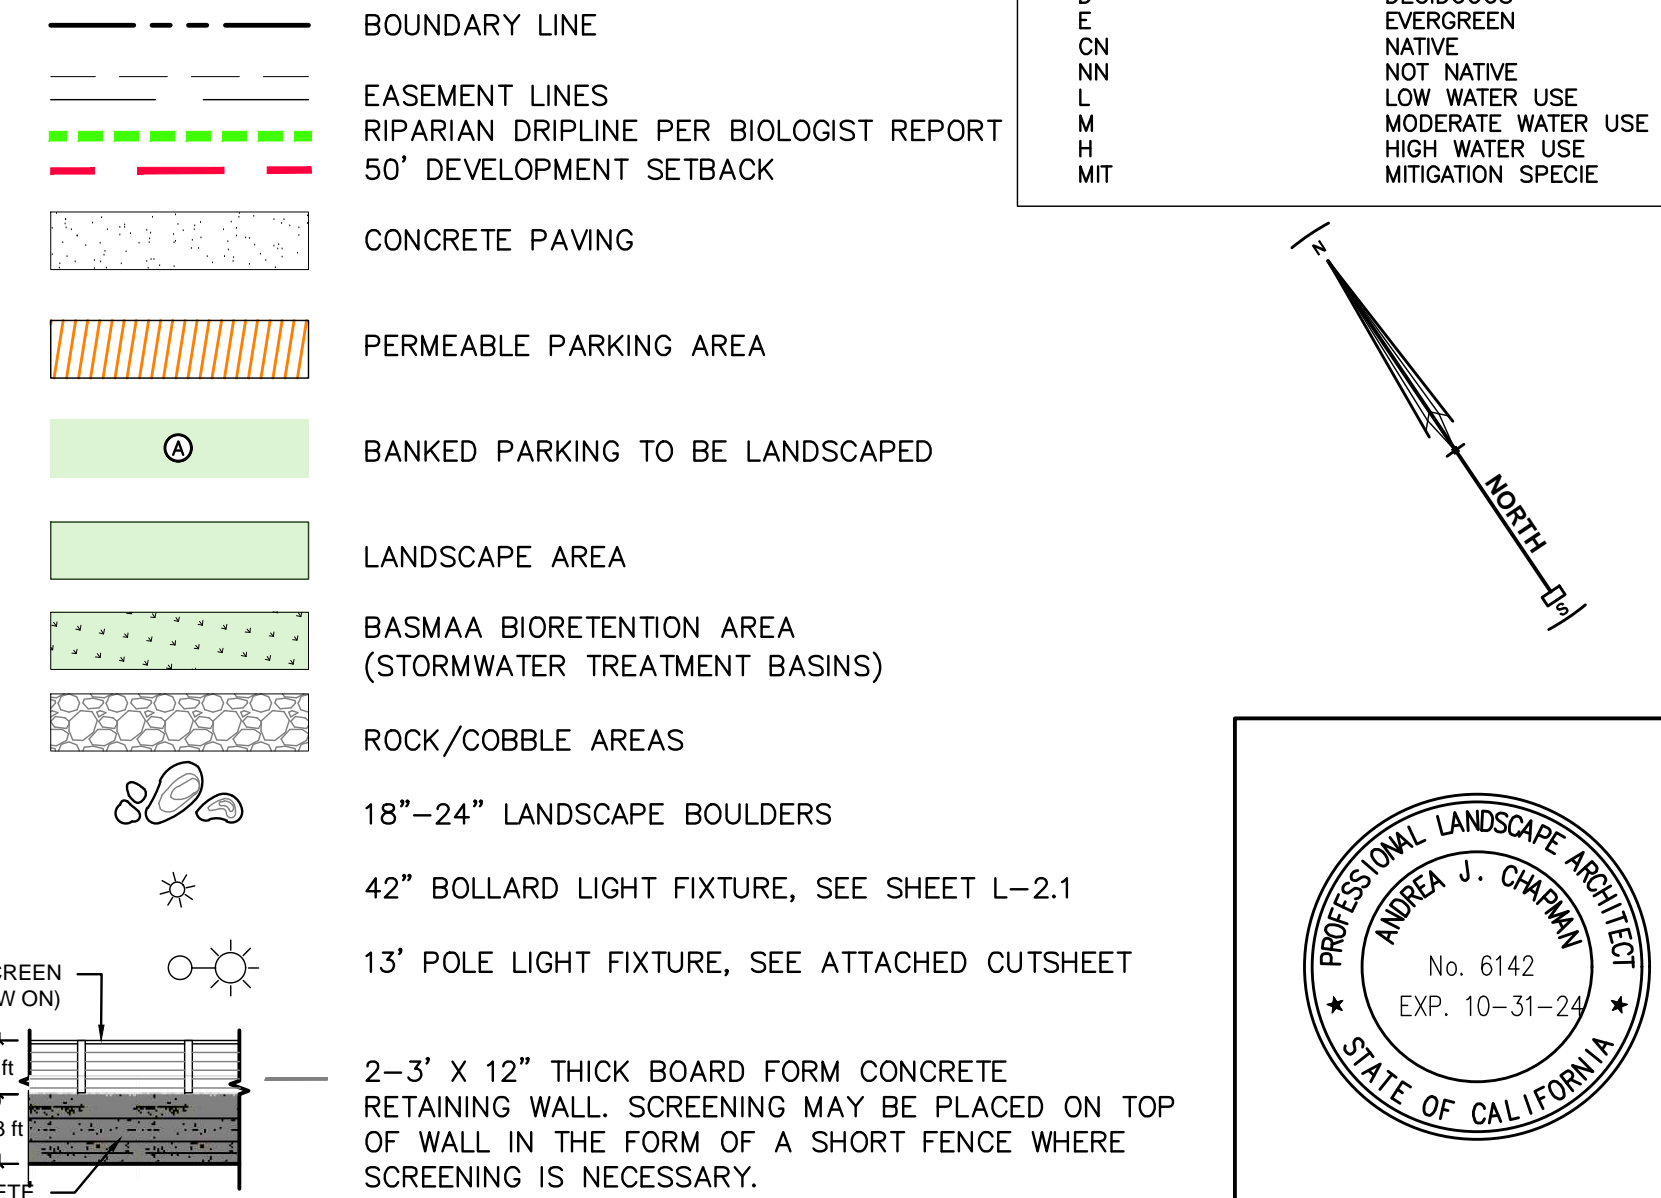 BOUNDARY LINE
EASEMENT LINES
RIPARIAN DRIPLINE PER BIOLOGIST REPORT
50’ DEVELOPMENT SETBACK
CONCRETE PAVING
PERMEABLE PARKING AREA
A
BANKED PARKING TO BE LANDSCAPED
LANDSCAPE AREA
BASMAA BIORETENTION AREA
(STORMWATER TREATMENT BASINS)
ROCK/COBBLE AREAS
18”-24” LANDSCAPE BOULDERS
42” BOLLARD LIGHT FIXTURE, SEE SHEET L-2.1
13’ POLE LIGHT FIXTURE, SEE ATTACHED CUTSHEET
2-3’ X 12” THICK BOARD FORM CONCRETE
RETAINING WALL. SCREENING MAY BE PLACED ON TOP
OF WALL IN THE FORM OF A SHORT FENCE WHERE
SCREENING IS NECESSARY.
ON)
ft
3 ft
D DECIDUOUS
E EVERGREEN
CN NATIVE
NN NOT NATIVE
L LOW WATER USE
M MODERATE WATER USE
H HIGH WATER USE
MIT MITIGATION SPECIE
N
NORTH
S
PROFESSIONAL LANDSCAPE ARCHITECT
ANDREA J. CHAPMAN
No. 6142
EXP. 10-31-24
STATE OF CALIFORNIA